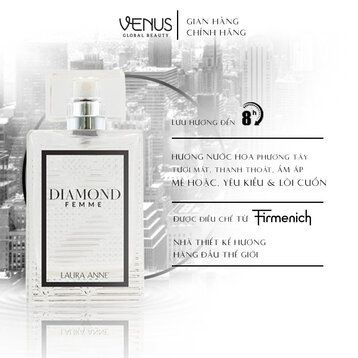 VENUS
GLOBAL BEAUTY
GIAN HÀNG
CHÍNH HÃNG
LƯU HƯƠNG ĐẾN 8h
HƯƠNG NƯỚC HOA PHƯƠNG TÂY
TƯƠI MÁT, THANH THOÁT, ẤM ÁP
MÊ HOẶC, YÊU KIỀU & LÔI CUỐN
ĐƯỢC ĐIỀU CHẾ TỪ Firmenich
NHÀ THIẾT KẾ HƯƠNG
HÀNG ĐẦU THẾ GIỚI
DIAMOND
FEMME
LAURA ANNE